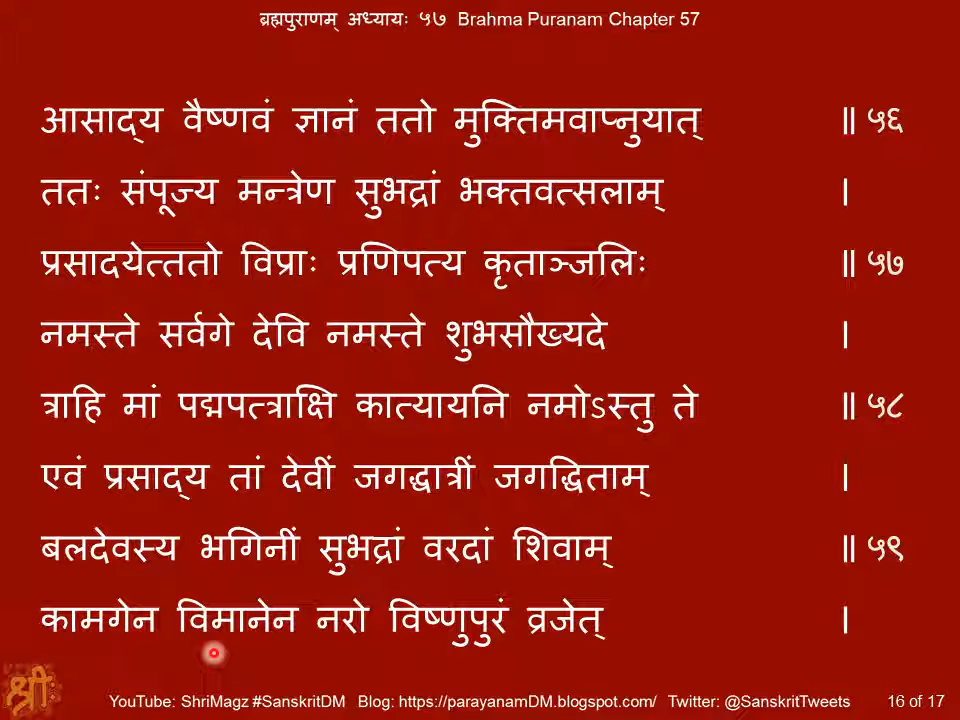 ब्रह्मपुराणम् अध्यायः ५७ Brahma Puranam Chapter 57
आसाद्य वैष्णवं ज्ञानं ततो मुक्तिमवाप्नुयात् ॥ ५६
ततः संपूज्य मन्त्रेण सुभद्रां भक्तवत्सलाम् ।
प्रसादयेत्ततो विप्राः प्रणिपत्य कृताञ्जलिः ॥ ५७
नमस्ते सर्वगे देवि नमस्ते शुभसौख्यदे ।
त्राहि मां पद्मपत्त्राक्षि कात्यायनि नमोऽस्तु ते ॥ ५८
एवं प्रसाद्य तां देवीं जगद्धात्रीं जगद्धिताम् ।
बलदेवस्य भगिनीं सुभद्रां वरदां शिवाम् ॥ ५९
कामगेन विमानेन नरो विष्णुपुरं व्रजेत् ।
श्रीः
YouTube: ShriMagz #SanskritDM Blog: https://parayanamDM.blogspot.com/ Twitter: @SanskritTweets 16 of 17